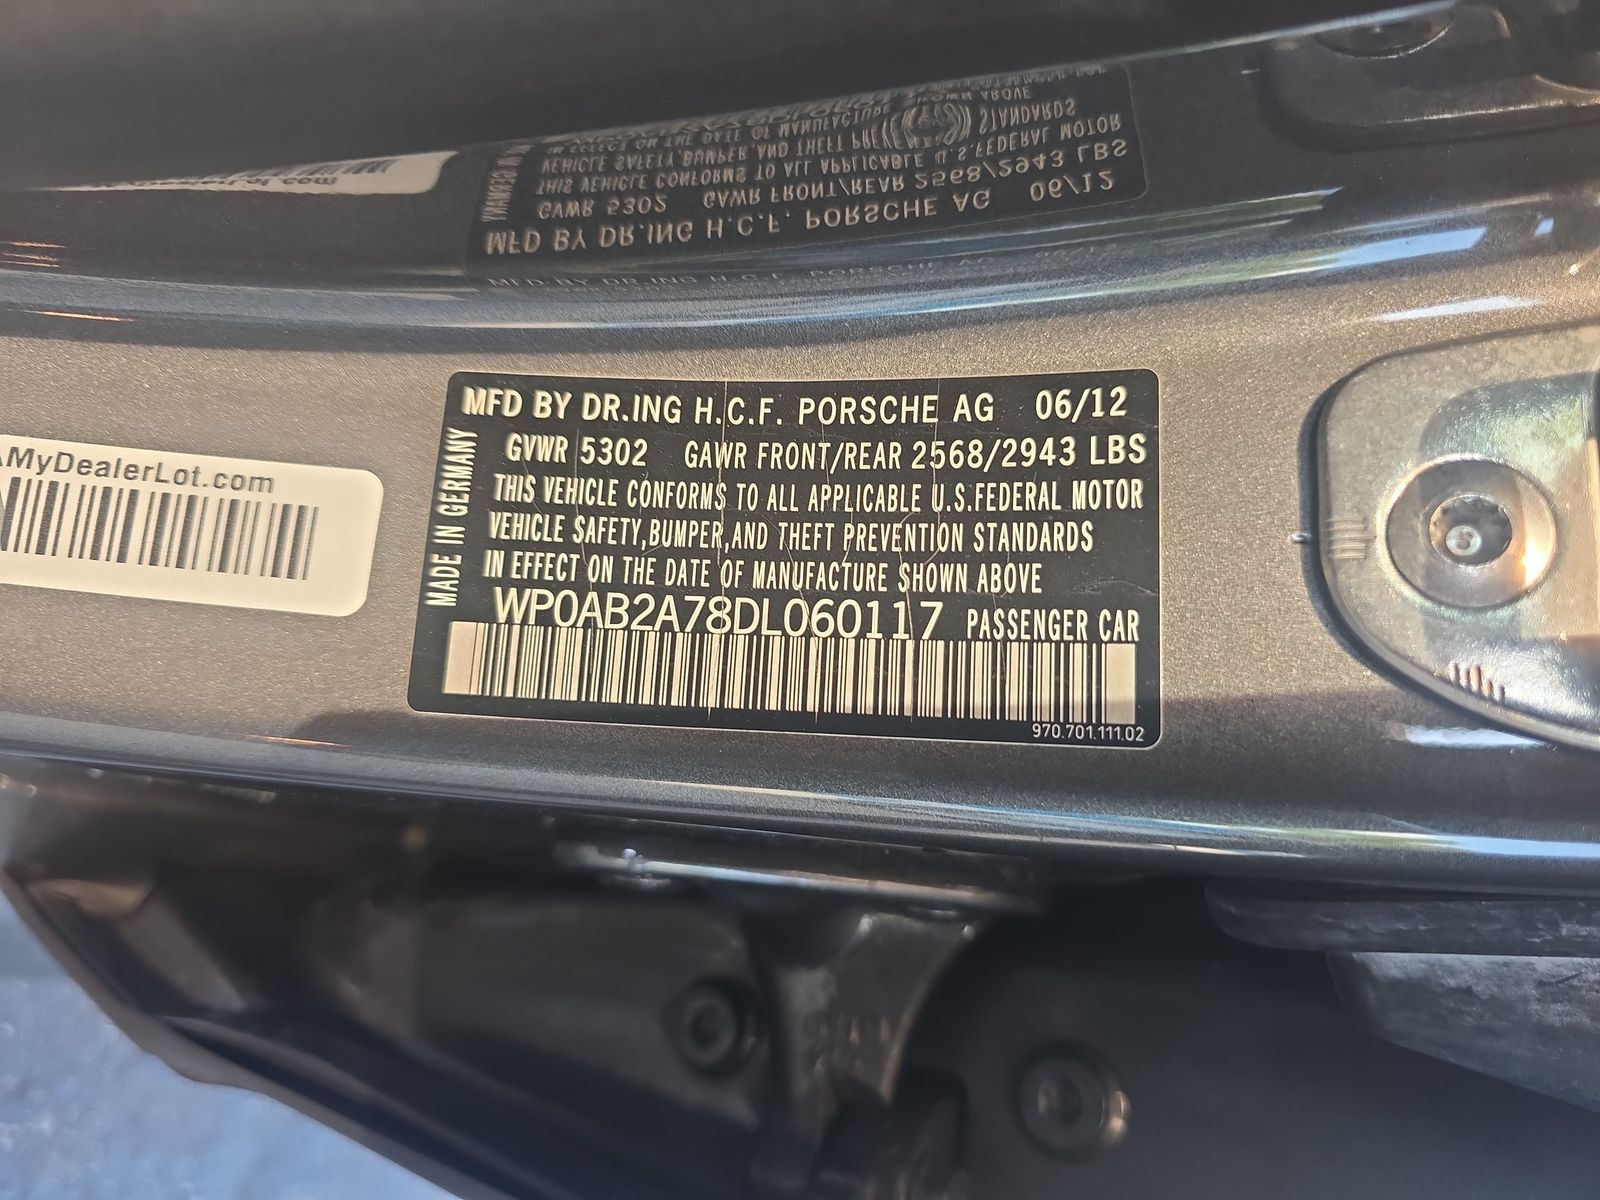 MFD BY DR.ING H.C.F. PORSCHE AG 06/12
GVWR 5302 GAWR FRONT/REAR 2568/2943 LBS
THIS VEHICLE CONFORMS TO ALL APPLICABLE U.S.FEDERAL MOTOR
VEHICLE SAFETY,BUMPER,AND THEFT PREVENTION STANDARDS
IN EFFECT ON THE DATE OF MANUFACTURE SHOWN ABOVE
WP0AB2A78DL060117 PASSENGER CAR
970.701.111.02
MADE IN GERMANY
AMyDealerLot.com